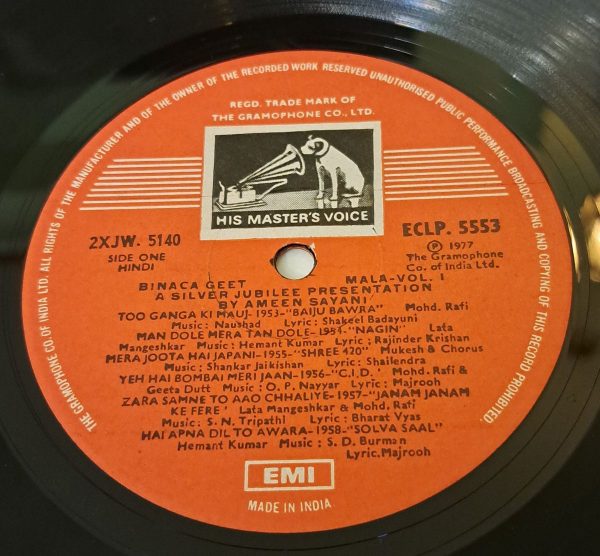 THE GRAMOPHONE CO. OF INDIA LTD. ALL RIGHTS OF THE MANUFACTURER AND OF THE OWNER OF THE RECORDED WORK RESERVED UNAUTHORISED PUBLIC PERFORMANCE BROADCASTING AND COPYING OF THIS RECORD PROHIBITED.
REGD. TRADE MARK OF
THE GRAMOPHONE CO., LTD.
HIS MASTER'S VOICE
2XJW. 5140
SIDE ONE
HINDI
ECLP. 5553
Ⓟ 1977
The Gramophone
Co. of India Ltd.
BINACA GEET MALA-VOL. I
A SILVER JUBILEE PRESENTATION
BY AMEEN SAYANI
TOO GANGA KI MAUJ-1953-"BAIJU BAWRA" Mohd. Rafi
Music: Naushad Lyric: Shakeel Badayuni
MAN DOLE MERA TAN DOLE-1954-"NAGIN" Lata
Mangeshkar Music: Hemant Kumar Lyric: Rajinder Krishan
MERA JOOTA HAI JAPANI-1955-"SHREE 420" Mukesh & Chorus
Music: Shankar Jaikishan Lyric: Shailendra
YEH HAI BOMBAI MERI JAAN-1956-"C.I.D." Mohd. Rafi &
Geeta Dutt Music: O. P. Nayyar Lyric: Majrooh
ZARA SAMNE TO AAO CHHALIYE-1957-"JANAM JANAM
KE FERE' Lata Mangeshkar & Mohd. Rafi
Music: S. N. Tripathi Lyric: Bharat Vyas
HAI APNA DIL TO AWARA-1958-"SOLVA SAAL"
Hemant Kumar Music: S. D. Burman
Lyric. Majrooh
EMI
MADE IN INDIA